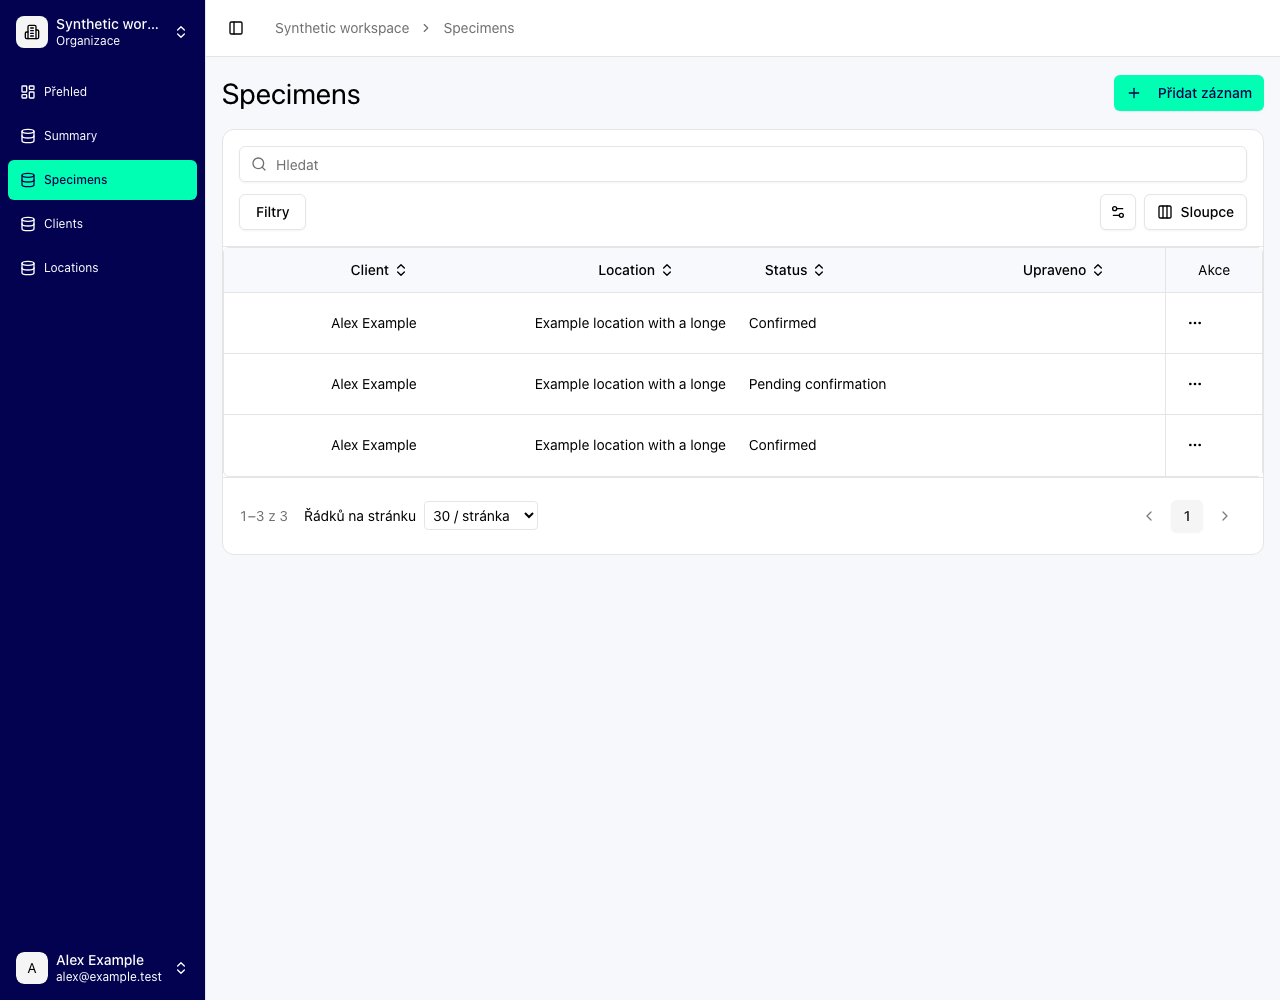 Synthetic wor...
Organizace
Přehled
Summary
Specimens
Clients
Locations
Alex Example
alex@example.test
A
Synthetic workspace > Specimens
Specimens
Přidat záznam
Hledat
Filtry
Sloupce
Client Location Status Upraveno Akce
Alex Example Example location with a longe Confirmed
Alex Example Example location with a longe Pending confirmation
Alex Example Example location with a longe Confirmed
1–3 z 3 Řádků na stránku 30 / stránka 1